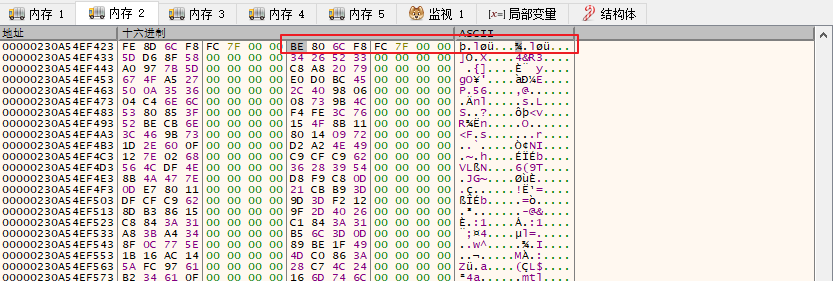 内存 1 内存 2 内存 3 内存 4 内存 5 监视 1 [x=] 局部变量 结构体
地址 十六进制 ASCII
00000230A54EF423 FE 8D 6C F8 FC 7F 00 00 BE 80 6C F8 FC 7F 00 00 þ.løü...¾.løü...
00000230A54EF433 5D D6 8F 58 00 00 00 00 34 26 52 33 00 00 00 00 ]Ö.X....4&R3....
00000230A54EF443 A0 97 7B 5D 00 00 00 00 C8 A8 20 79 00 00 00 00
00000230A54EF453 67 4F A5 27 00 00 00 00 E0 D0 BC 45 00 00 00 00 gO¥'....àÐ¼E....
00000230A54EF463 50 0A 35 36 00 00 00 00 2C 40 98 06 00 00 00 00 P.56....,@......
00000230A54EF473 04 C4 6E 6C 00 00 00 00 08 73 9B 4C 00 00 00 00 .Änl.....s.L....
00000230A54EF483 53 80 85 3F 00 00 00 00 F4 FE 3C 76 00 00 00 00 S..?....ôþ<v....
00000230A54EF493 52 BE CB 6E 00 00 00 00 15 4F 8B 11 00 00 00 00 R¾Ën.....O......
00000230A54EF4A3 3C 46 9B 73 00 00 00 00 80 14 09 72 00 00 00 00 <F.s.......r....
00000230A54EF4B3 1D 2E 60 0F 00 00 00 00 D2 A2 4E 49 00 00 00 00 ..`.....Ò¢NI....
00000230A54EF4C3 12 7E 02 68 00 00 00 00 C9 CF C9 62 00 00 00 00 .~.h....ÉÏÉb....
00000230A54EF4D3 56 4C DF 4E 00 00 00 00 36 28 39 54 00 00 00 00 VLßN....6(9T....
00000230A54EF4E3 8B 4A 47 7E 00 00 00 00 D8 F9 C8 0D 00 00 00 00 .JG~....ØùÈ.....
00000230A54EF4F3 0D E7 80 11 00 00 00 00 21 CB B9 3D 00 00 00 00 .ç......!Ë¹=....
00000230A54EF503 DF CF C9 62 00 00 00 00 9D 3D F2 12 00 00 00 00 ßÏÉb.....=ò.....
00000230A54EF513 8D B3 86 15 00 00 00 00 9F 2D 40 26 00 00 00 00 .³.......-@&....
00000230A54EF523 C8 84 3A 31 00 00 00 00 C1 84 3A 31 00 00 00 00 È.:1....Á.:1....
00000230A54EF533 A8 3B A4 34 00 00 00 00 B5 6C 3D 0D 00 00 00 00 ¨;¤4....µl=.....
00000230A54EF543 8F 0C 77 5E 00 00 00 00 89 BE 1F 49 00 00 00 00 ..w^.....¾.I....
00000230A54EF553 1B 16 AC 14 00 00 00 00 4D C0 86 3A 00 00 00 00 ..¬.....MÀ.:....
00000230A54EF563 5A FC 97 61 00 00 00 00 28 C7 4C 24 00 00 00 00 Zü.a....(ÇL$....
00000230A54EF573 B2 34 61 0F 00 00 00 00 16 6D 74 6C 00 00 00 00 ²4a......mtl....